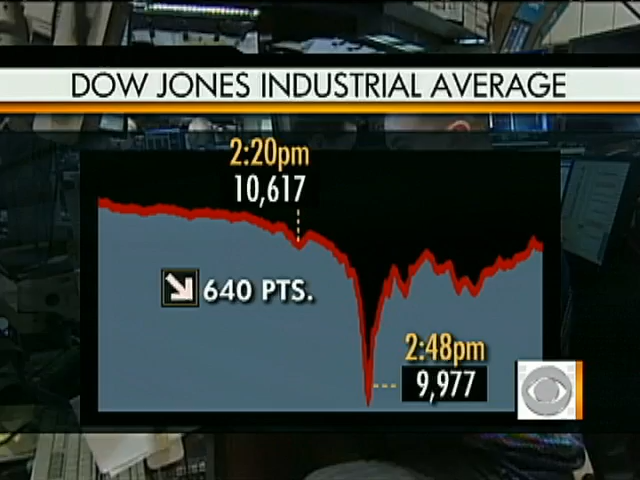 DOW JONES INDUSTRIAL AVERAGE
2:20pm
10,617
640 PTS.
2:48pm
9,977